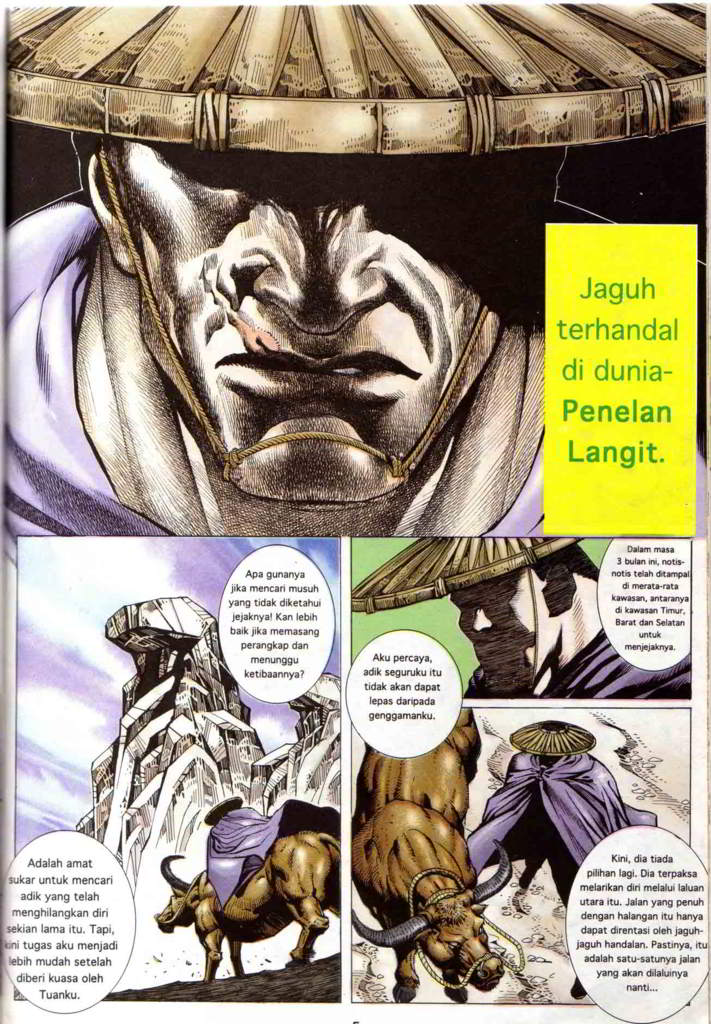 Jaguh
terhandal
di dunia-
Penelan
Langit.
Apa gunanya
jika mencari musuh
yang tidak diketahui
jejaknya! Kan lebih
baik jika memasang
perangkap dan
menunggu
ketibaannya?
Adalah amat
sukar untuk mencari
adik yang telah
menghilangkan diri
sekian lama itu. Tapi,
kini tugas aku menjadi
lebih mudah setelah
diberi kuasa oleh
Tuanku.
Dalam masa
3 bulan ini, notis-
notis telah ditampal
di merata-rata
kawasan, antaranya
di kawasan Timur,
Barat dan Selatan
untuk
menjejaknya.
Aku percaya,
adik seguruku itu
tidak akan dapat
lepas daripada
genggamanku.
Kini, dia tiada
pilihan lagi. Dia terpaksa
melarikan diri melalui laluan
utara itu. Jalan yang penuh
dengan halangan itu hanya
dapat direntasi oleh jaguh-
jaguh handalan. Pastinya, itu
adalah satu-satunya jalan
yang akan dilaluinya
nanti...